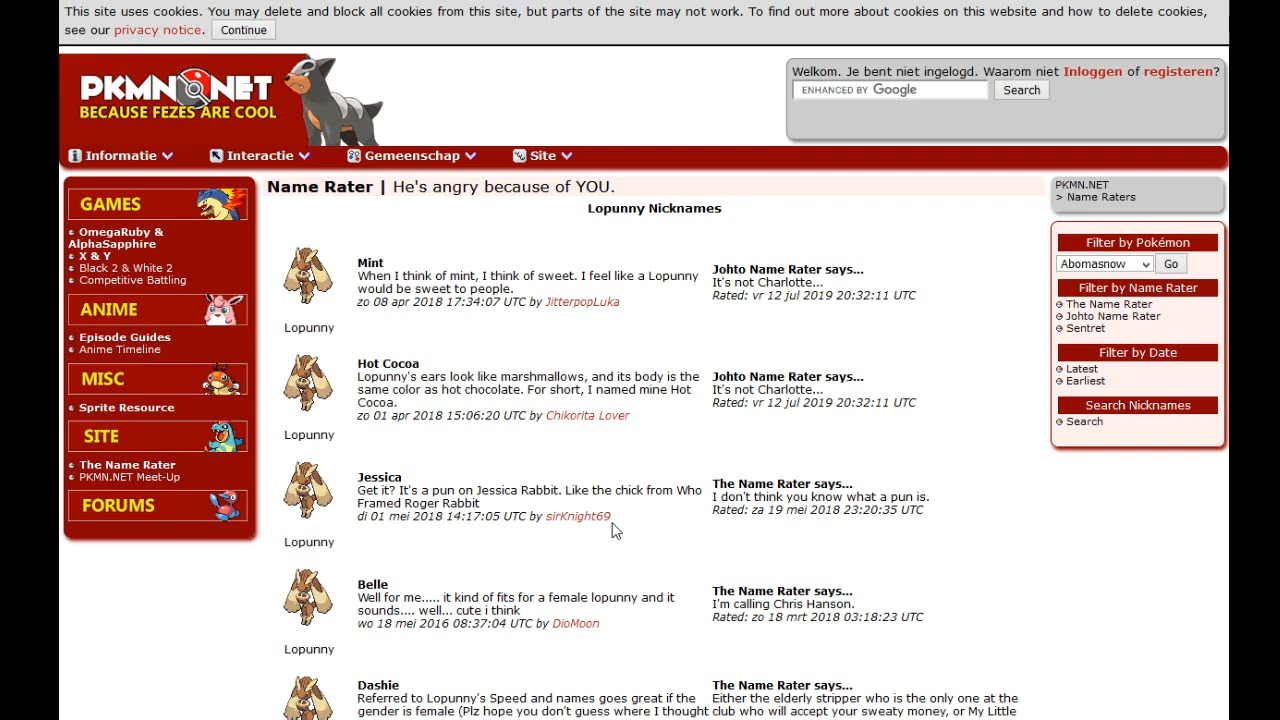 This site uses cookies. You may delete and block all cookies from this site, but parts of the site may not work. To find out more about cookies on this website and how to delete cookies,
see our privacy notice. Continue
PKMN NET
BECAUSE FEZES ARE COOL
Welkom. Je bent niet ingelogd. Waarom niet Inloggen of registeren?
ENHANCED BY Google Search
Informatie Interactie Gemeenschap Site
GAMES
OmegaRuby &
AlphaSapphire
X & Y
Black 2 & White 2
Competitive Battling
ANIME
Episode Guides
Anime Timeline
MISC
Sprite Resource
SITE
The Name Rater
PKMN.NET Meet-Up
FORUMS
Name Rater | He's angry because of YOU.
Lopunny Nicknames
Mint
When I think of mint, I think of sweet. I feel like a Lopunny
would be sweet to people.
zo 08 apr 2018 17:34:07 UTC by JitterpopLuka
Lopunny
Johto Name Rater says...
It's not Charlotte...
Rated: vr 12 jul 2019 20:32:11 UTC
Hot Cocoa
Lopunny's ears look like marshmallows, and its body is the
same color as hot chocolate. For short, I named mine Hot
Cocoa.
zo 01 apr 2018 15:06:20 UTC by Chikorita Lover
Lopunny
Johto Name Rater says...
It's not Charlotte...
Rated: vr 12 jul 2019 20:32:11 UTC
Jessica
Get it? It's a pun on Jessica Rabbit. Like the chick from Who
Framed Roger Rabbit
di 01 mei 2018 14:17:05 UTC by sirKnight69
Lopunny
The Name Rater says...
I don't think you know what a pun is.
Rated: za 19 mei 2018 23:20:35 UTC
Belle
Well for me..... it kind of fits for a female lopunny and it
sounds.... well... cute i think
wo 18 mei 2016 08:37:04 UTC by DioMoon
Lopunny
The Name Rater says...
I'm calling Chris Hanson.
Rated: zo 18 mrt 2018 03:18:23 UTC
Dashie
Referred to Lopunny's Speed and names goes great if the
gender is female (Plz hope you don't guess where I thought
The Name Rater says...
Either the elderly stripper who is the only one at the
club who will accept your sweaty money, or My Little
PKMN.NET
> Name Raters
Filter by Pokémon
Abomasnow Go
Filter by Name Rater
The Name Rater
Johto Name Rater
Sentret
Filter by Date
Latest
Earliest
Search Nicknames
Search